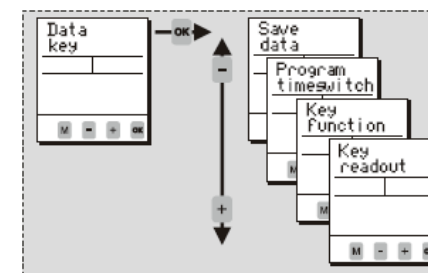 Data
key
M - + OK
OK
-
+
Save
data
Program
timeswitch
M
Key
function
M
Key
readout
M - +